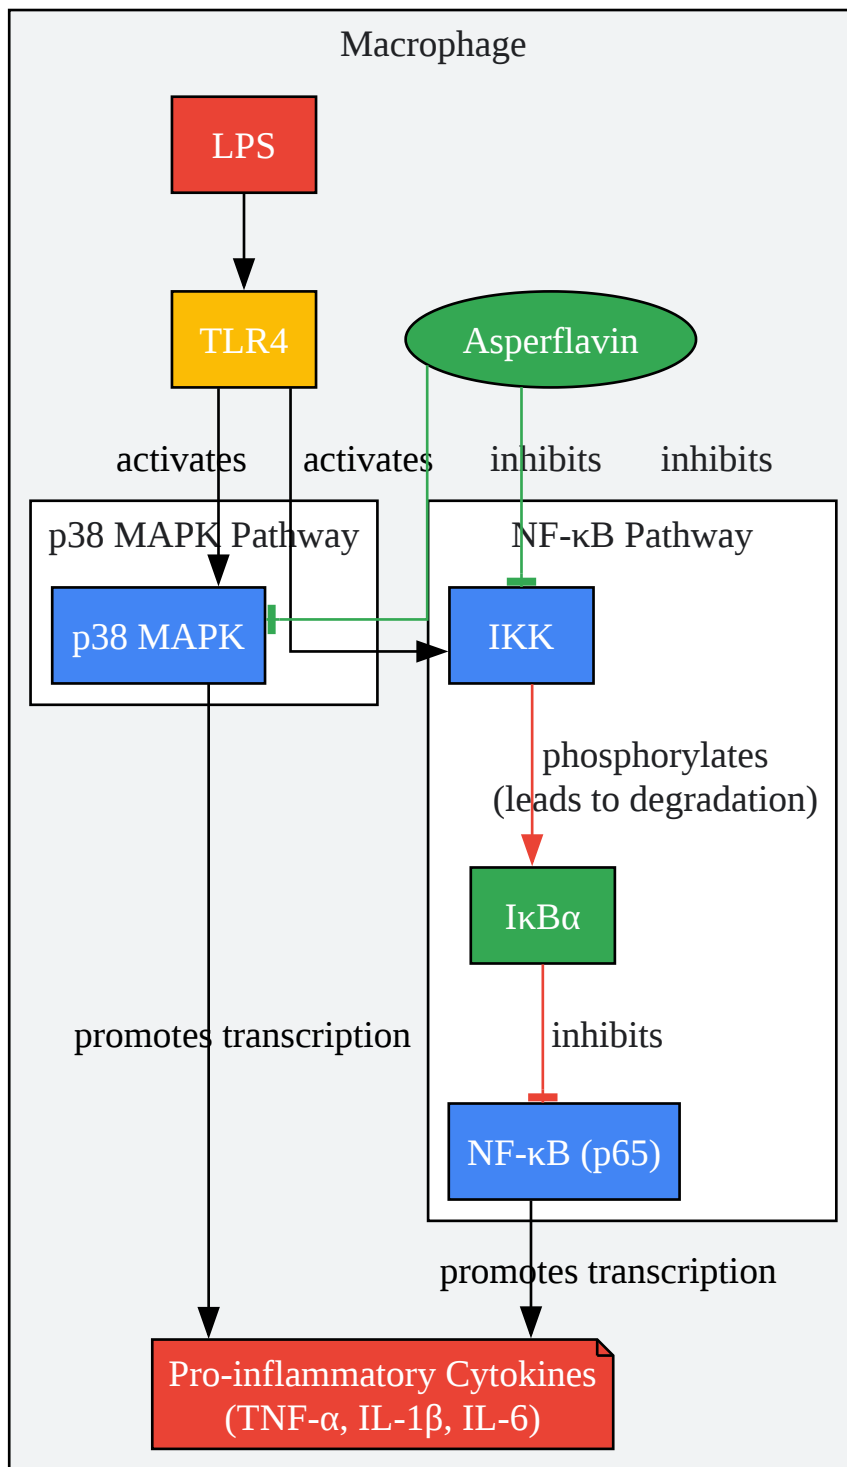 Macrophage
LPS
TLR4
Asperflavin
activates
activates
inhibits
inhibits
p38 MAPK Pathway
NF-κB Pathway
p38 MAPK
IKK
phosphorylates
(leads to degradation)
IκBα
promotes transcription
inhibits
NF-κB (p65)
promotes transcription
Pro-inflammatory Cytokines
(TNF-α, IL-1β, IL-6)